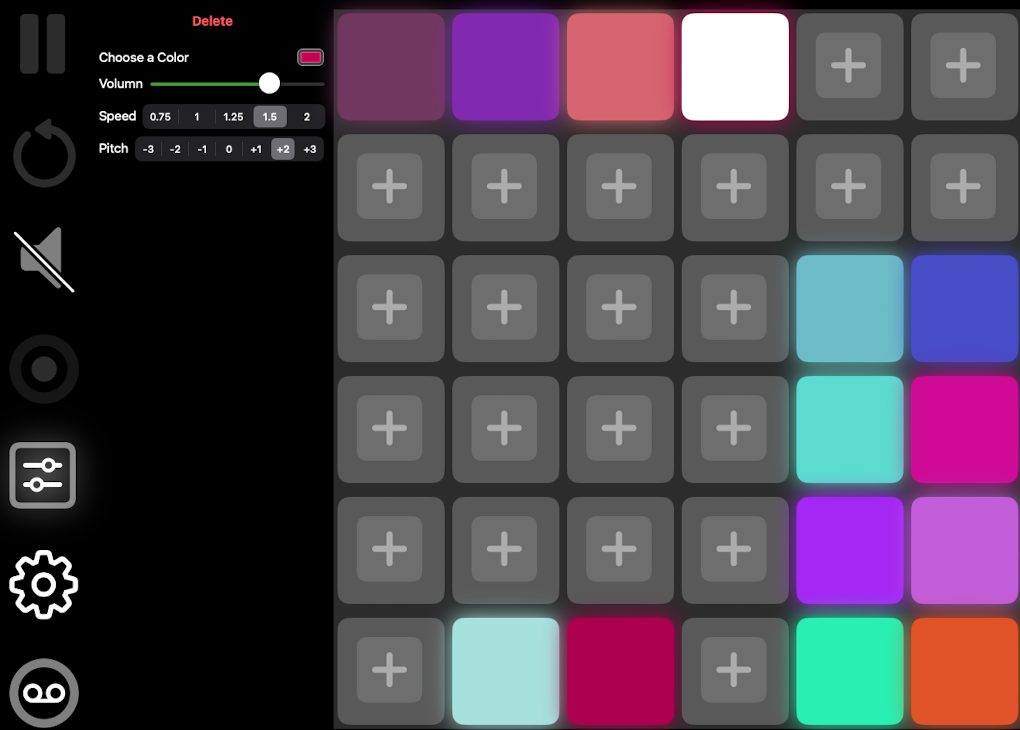 Delete
Choose a Color
Volumn
Speed 0.75 1 1.25 1.5 2
Pitch -3 -2 -1 0 +1 +2 +3